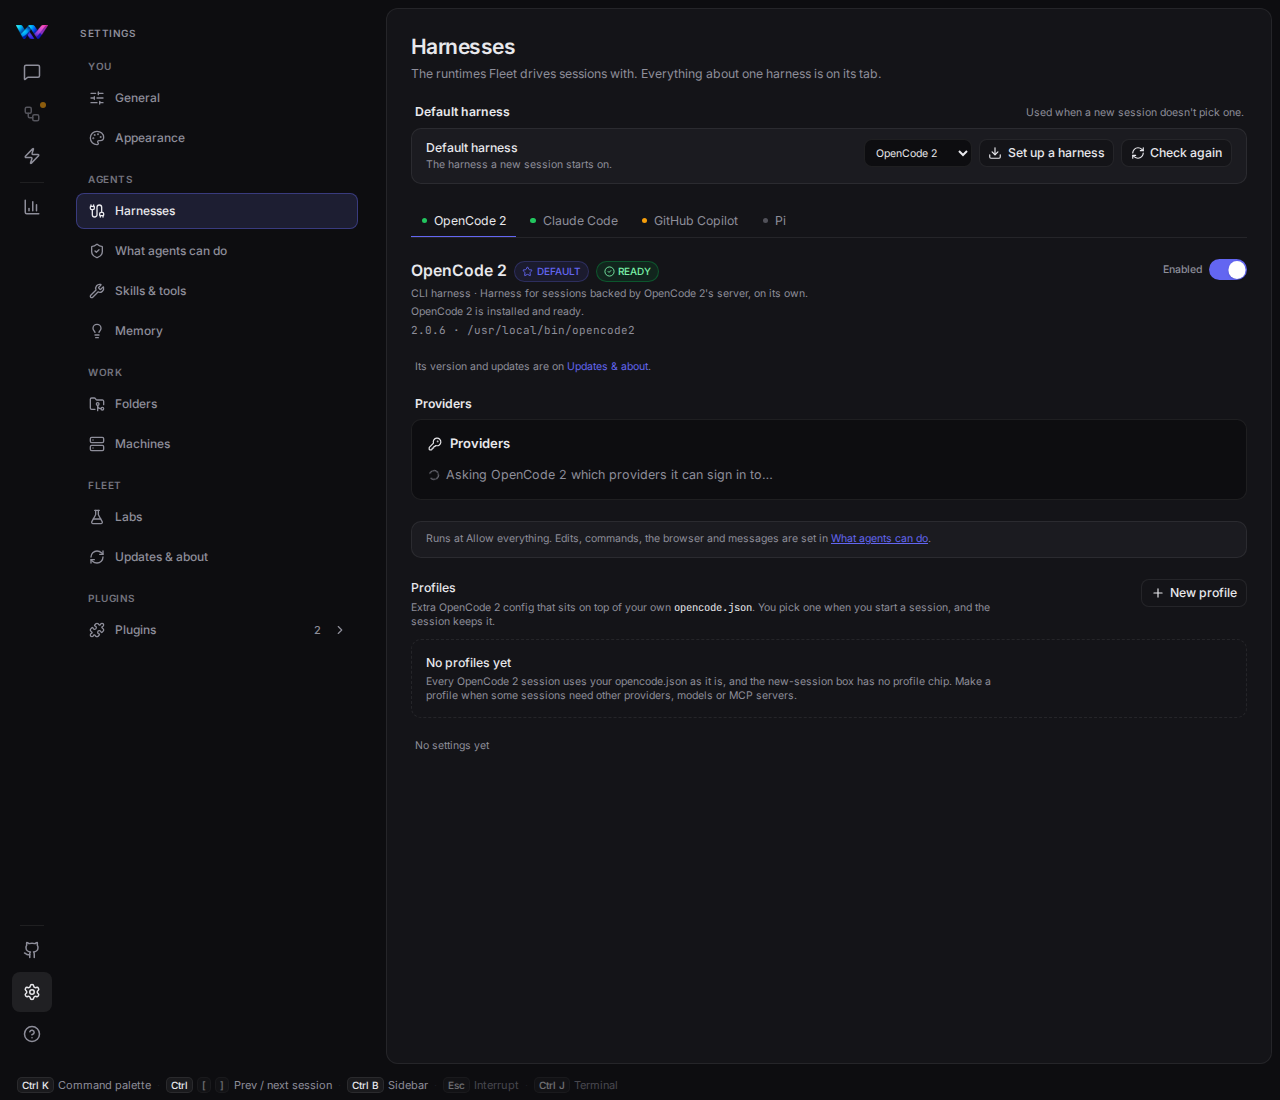 SETTINGS
YOU
General
Appearance
AGENTS
Harnesses
What agents can do
Skills & tools
Memory
WORK
Folders
Machines
FLEET
Labs
Updates & about
PLUGINS
Plugins 2
Harnesses
The runtimes Fleet drives sessions with. Everything about one harness is on its tab.
Default harness Used when a new session doesn't pick one.
Default harness
The harness a new session starts on.
OpenCode 2 Set up a harness Check again
OpenCode 2 Claude Code GitHub Copilot Pi
OpenCode 2 DEFAULT READY Enabled
CLI harness · Harness for sessions backed by OpenCode 2's server, on its own.
OpenCode 2 is installed and ready.
2.0.6 · /usr/local/bin/opencode2
Its version and updates are on Updates & about.
Providers
Providers
Asking OpenCode 2 which providers it can sign in to...
Runs at Allow everything. Edits, commands, the browser and messages are set in What agents can do.
Profiles New profile
Extra OpenCode 2 config that sits on top of your own opencode.json. You pick one when you start a session, and the
session keeps it.
No profiles yet
Every OpenCode 2 session uses your opencode.json as it is, and the new-session box has no profile chip. Make a
profile when some sessions need other providers, models or MCP servers.
No settings yet
Ctrl K Command palette Ctrl [ ] Prev / next session Ctrl B Sidebar Esc Interrupt Ctrl J Terminal